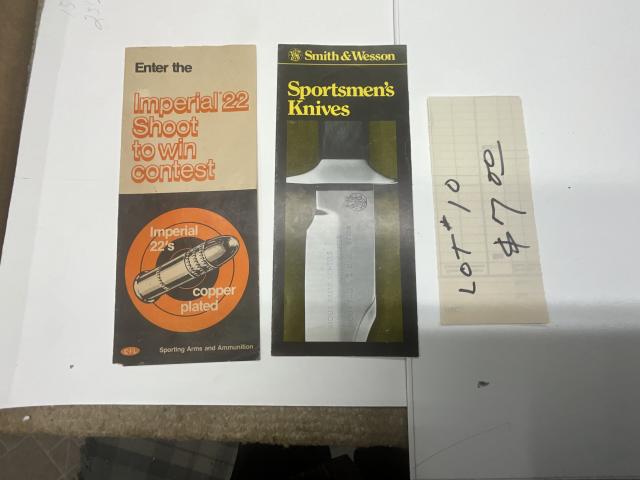 Enter the
Imperial 22
Shoot
to win
contest
Imperial
22's
copper
plated
CIL
Sporting Arms and Ammunition
Smith & Wesson
Sportsmen's
Knives
LOT #10
$7.00